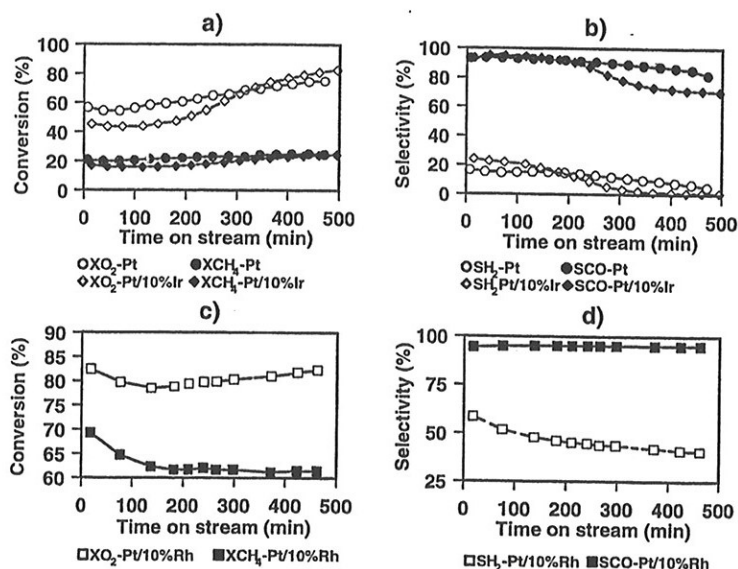 a)
b)
Conversion (%)
100
80
60
40
20
0
0 100 200 300 400 500
Time on stream (min)
○XO₂-Pt ●XCH₄-Pt
◇XO₂-Pt/10%Ir ◆XCH₄-Pt/10%Ir
Selectivity (%)
100
80
60
40
20
0
0 100 200 300 400 500
Time on stream (min)
○SH₂-Pt ●SCO-Pt
◇SH₂Pt/10%Ir ◆SCO-Pt/10%Ir
c)
d)
Conversion (%)
90
85
80
75
70
65
60
0 100 200 300 400 500
Time on stream (min)
□XO₂-Pt/10%Rh ■XCH₄-Pt/10%Rh
Selectivity (%)
100
75
50
25
0 100 200 300 400 500
Time on stream (min)
□SH₂-Pt/10%Rh ■SCO-Pt/10%Rh